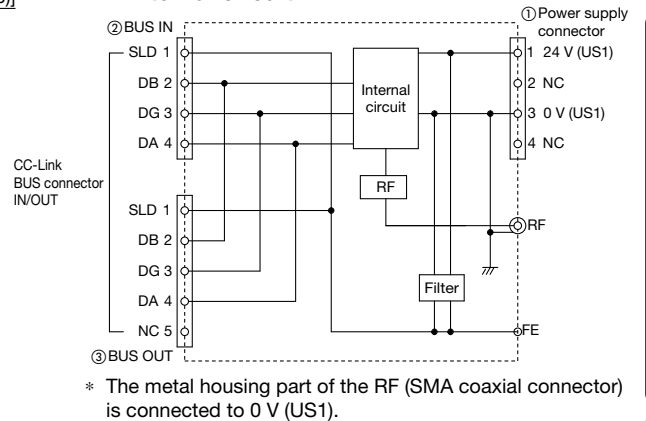 ①Power supply
connector
②BUS IN
SLD 1
DB 2
DG 3
DA 4
Internal
circuit
1 24 V (US1)
2 NC
3 0 V (US1)
4 NC
CC-Link
BUS connector
IN/OUT
RF
SLD 1
DB 2
DG 3
DA 4
NC 5
RF
Filter
FE
③BUS OUT
* The metal housing part of the RF (SMA coaxial connector)
is connected to 0 V (US1).